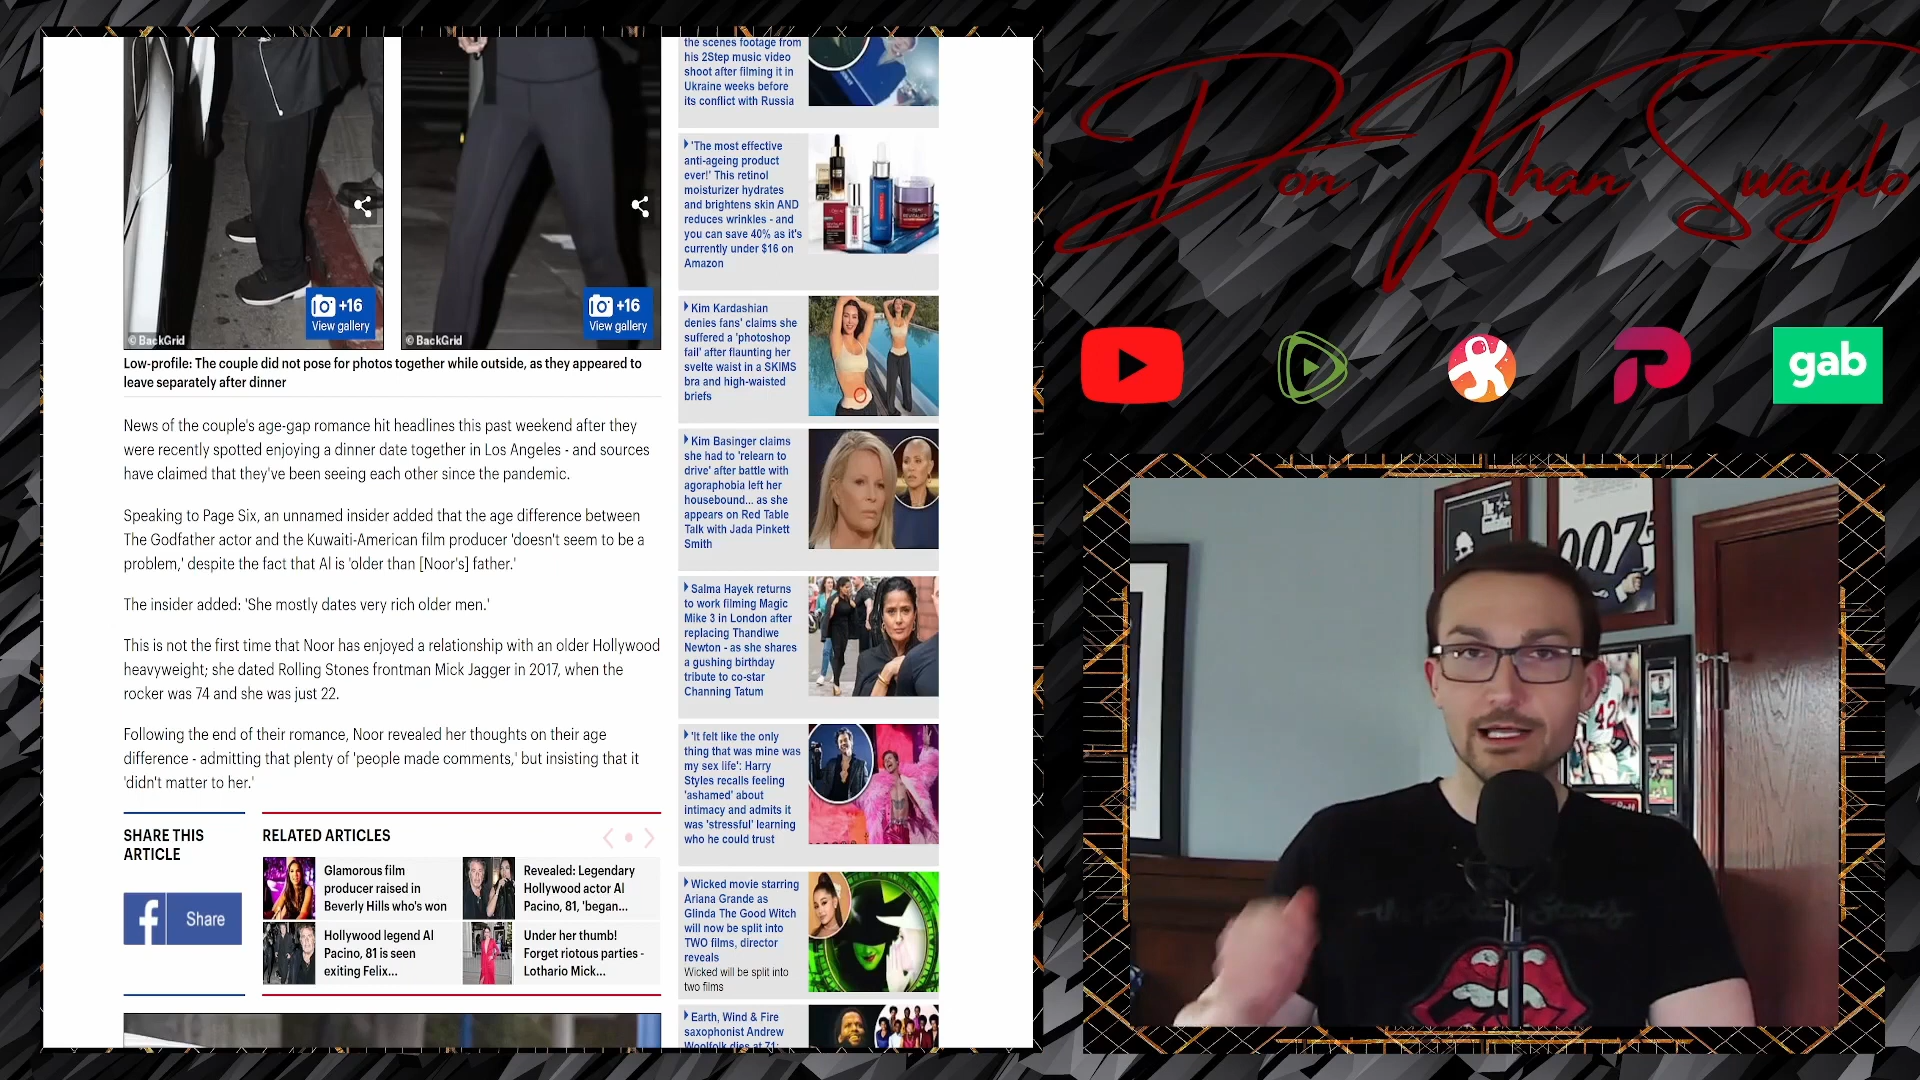 +16
View gallery
© BackGrid
+16
View gallery
© BackGrid
Low-profile: The couple did not pose for photos together while outside, as they appeared to
leave separately after dinner
News of the couple's age-gap romance hit headlines this past weekend after they
were recently spotted enjoying a dinner date together in Los Angeles - and sources
have claimed that they've been seeing each other since the pandemic.
Speaking to Page Six, an unnamed insider added that the age difference between
The Godfather actor and the Kuwaiti-American film producer 'doesn't seem to be a
problem,' despite the fact that Al is 'older than [Noor's] father.'
The insider added: 'She mostly dates very rich older men.'
This is not the first time that Noor has enjoyed a relationship with an older Hollywood
heavyweight; she dated Rolling Stones frontman Mick Jagger in 2017, when the
rocker was 74 and she was just 22.
Following the end of their romance, Noor revealed her thoughts on their age
difference - admitting that plenty of 'people made comments,' but insisting that it
'didn't matter to her.'
SHARE THIS
ARTICLE
Share
RELATED ARTICLES
Glamorous film
producer raised in
Beverly Hills who's won
Revealed: Legendary
Hollywood actor Al
Pacino, 81, 'began...
Hollywood legend Al
Pacino, 81 is seen
exiting Felix...
Under her thumb!
Forget riotous parties -
Lothario Mick...
the scenes footage from
his 2Step music video
shoot after filming it in
Ukraine weeks before
its conflict with Russia
'The most effective
anti-ageing product
ever!' This retinol
moisturizer hydrates
and brightens skin AND
reduces wrinkles - and
you can save 40% as it's
currently under $16 on
Amazon
Kim Kardashian
denies fans' claims she
suffered a 'photoshop
fail' after flaunting her
svelte waist in a SKIMS
bra and high-waisted
briefs
Kim Basinger claims
she had to 'relearn to
drive' after battle with
agoraphobia left her
housebound... as she
appears on Red Table
Talk with Jada Pinkett
Smith
Salma Hayek returns
to work filming Magic
Mike 3 in London after
replacing Thandiwe
Newton - as she shares
a gushing birthday
tribute to co-star
Channing Tatum
'It felt like the only
thing that was mine was
my sex life': Harry
Styles recalls feeling
'ashamed' about
intimacy and admits it
was 'stressful' learning
who he could trust
Wicked movie starring
Ariana Grande as
Glinda The Good Witch
will now be split into
TWO films, director
reveals
Wicked will be split into
two films
Earth, Wind & Fire
saxophonist Andrew
Woolfolk dies at 71:
Don Khan Swaylo
gab
007
42